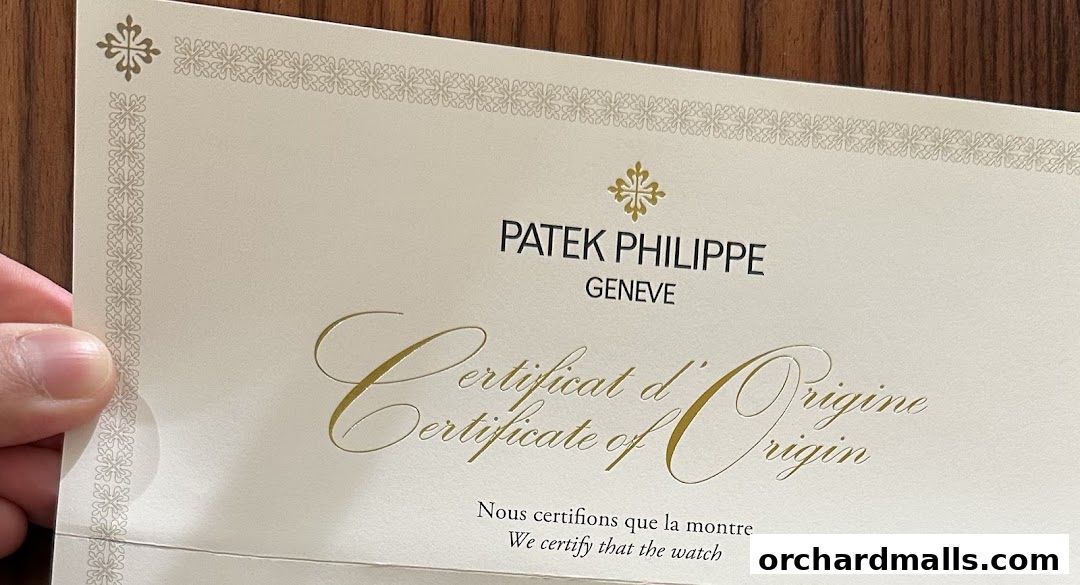 PATEK PHILIPPE
GENEVE
Certificat d'Origine
Certificate of Origin
Nous certifions que la montre
We certify that the watch
orchardmalls.com